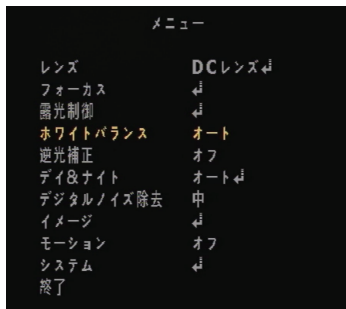 メニュー
レンズ DCレンズ↲
フォーカス ↲
露光制御 ↲
ホワイトバランス オート
逆光補正 オフ
デイ&ナイト オート↲
デジタルノイズ除去 中
イメージ ↲
モーション オフ
システム ↲
終了